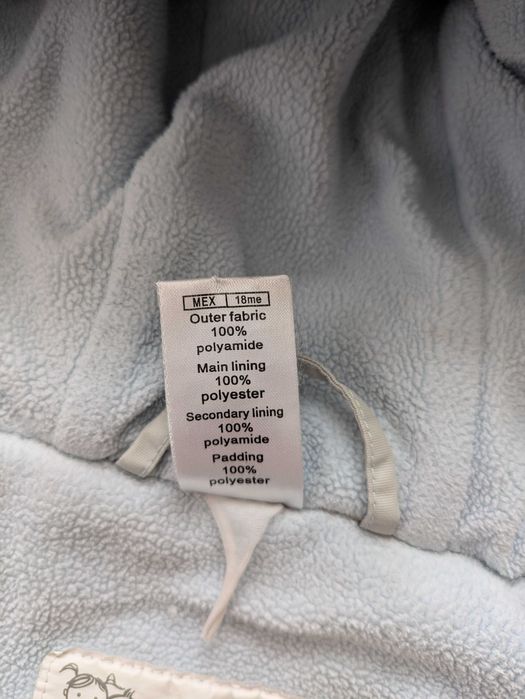 MEX 18me
Outer fabric
100%
polyamide
Main lining
100%
polyester
Secondary lining
100%
polyamide
Padding
100%
polyester